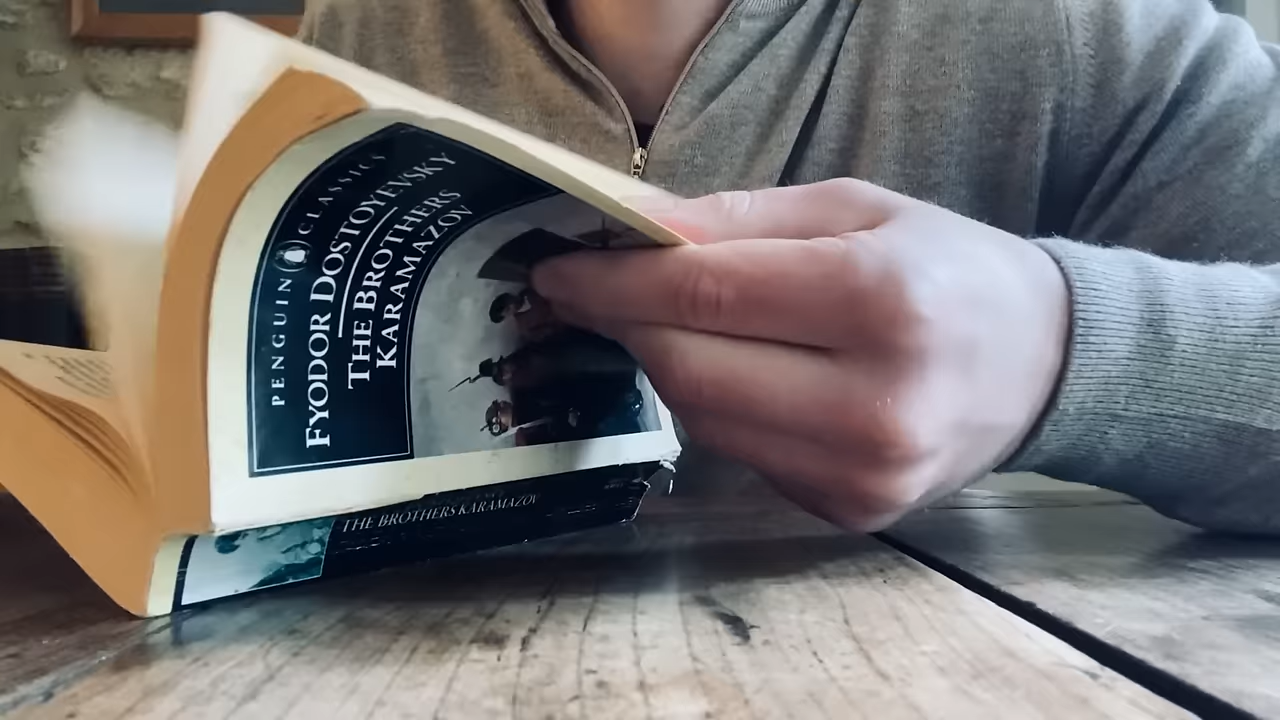 PENGUIN CLASSICS
FYODOR DOSTOYEVSKY
THE BROTHERS
KARAMAZOV
THE BROTHERS KARAMAZOV